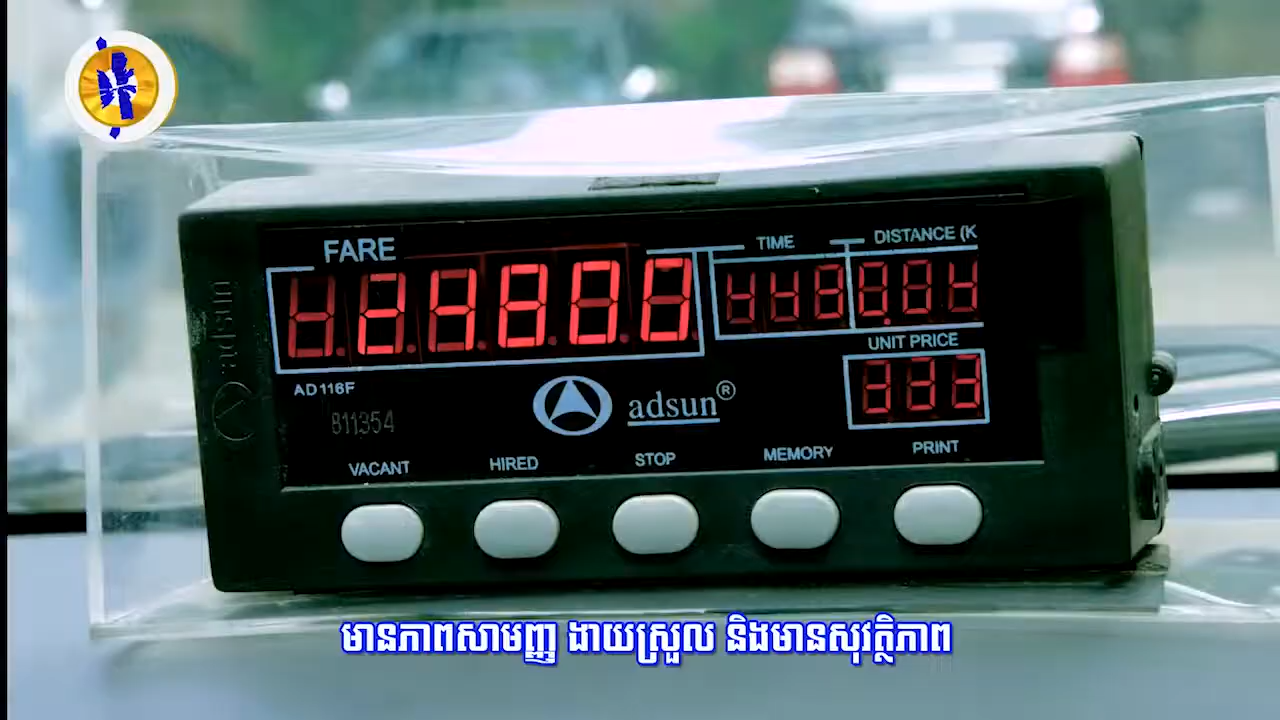 FARE
TIME
DISTANCE (K
UNIT PRICE
AD116F
811354
adsun®
adsun
VACANT
HIRED
STOP
MEMORY
PRINT
មានភាពសាមញ្ញ ងាយស្រួល និងមានសុវត្ថិភាព